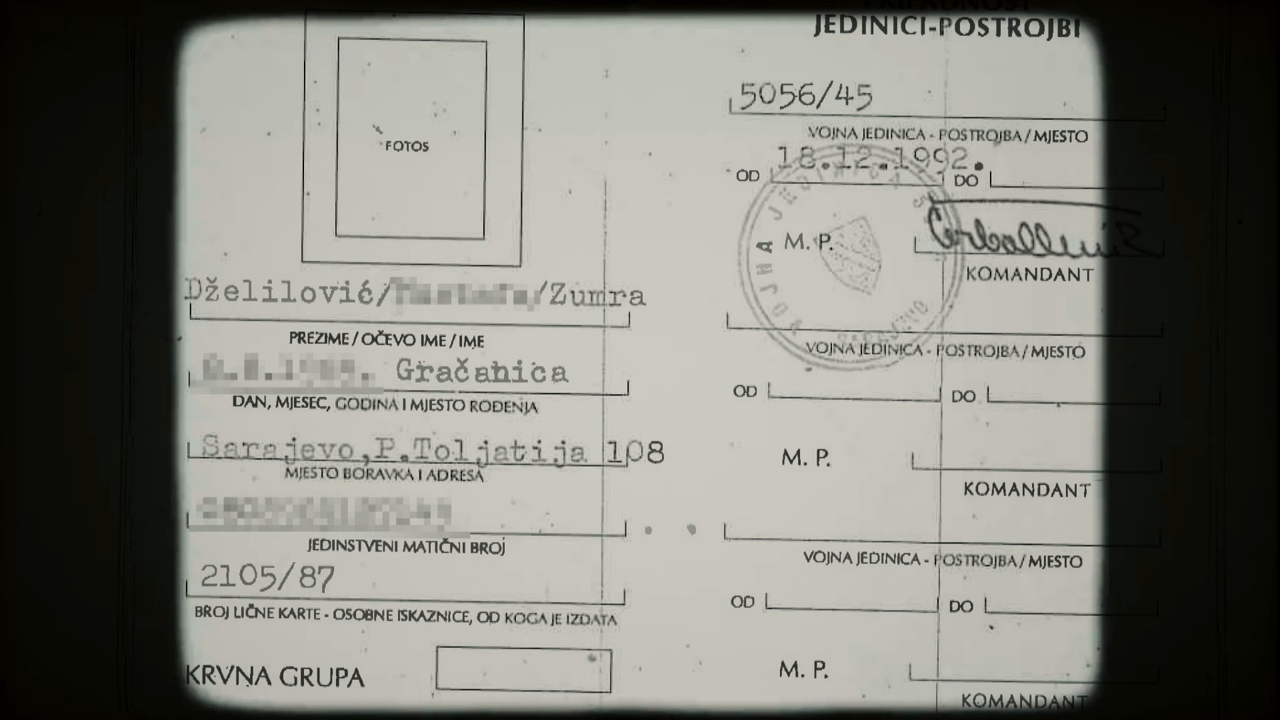 JEDINICI-POSTROJBI
FOTOS
Dželilović/ /Zumra
PREZIME / OČEVO IME / IME
Gračanica
DAN, MJESEC, GODINA I MJESTO ROĐENJA
Sarajevo,P.Toljatija 108
MJESTO BORAVKA I ADRESA
JEDINSTVENI MATIČNI BROJ
2105/87
BROJ LIČNE KARTE - OSOBNE ISKAZNICE, OD KOGA JE IZDATA
KRVNA GRUPA
5056/45
VOJNA JEDINICA - POSTROJBA / MJESTO
18.12.1992.
OD DO
VOJNA JEDINICA
SARAJEVO
M. P.
KOMANDANT
VOJNA JEDINICA - POSTROJBA / MJESTO
OD DO
M. P.
KOMANDANT
VOJNA JEDINICA - POSTROJBA / MJESTO
OD DO
M. P.
KOMANDANT